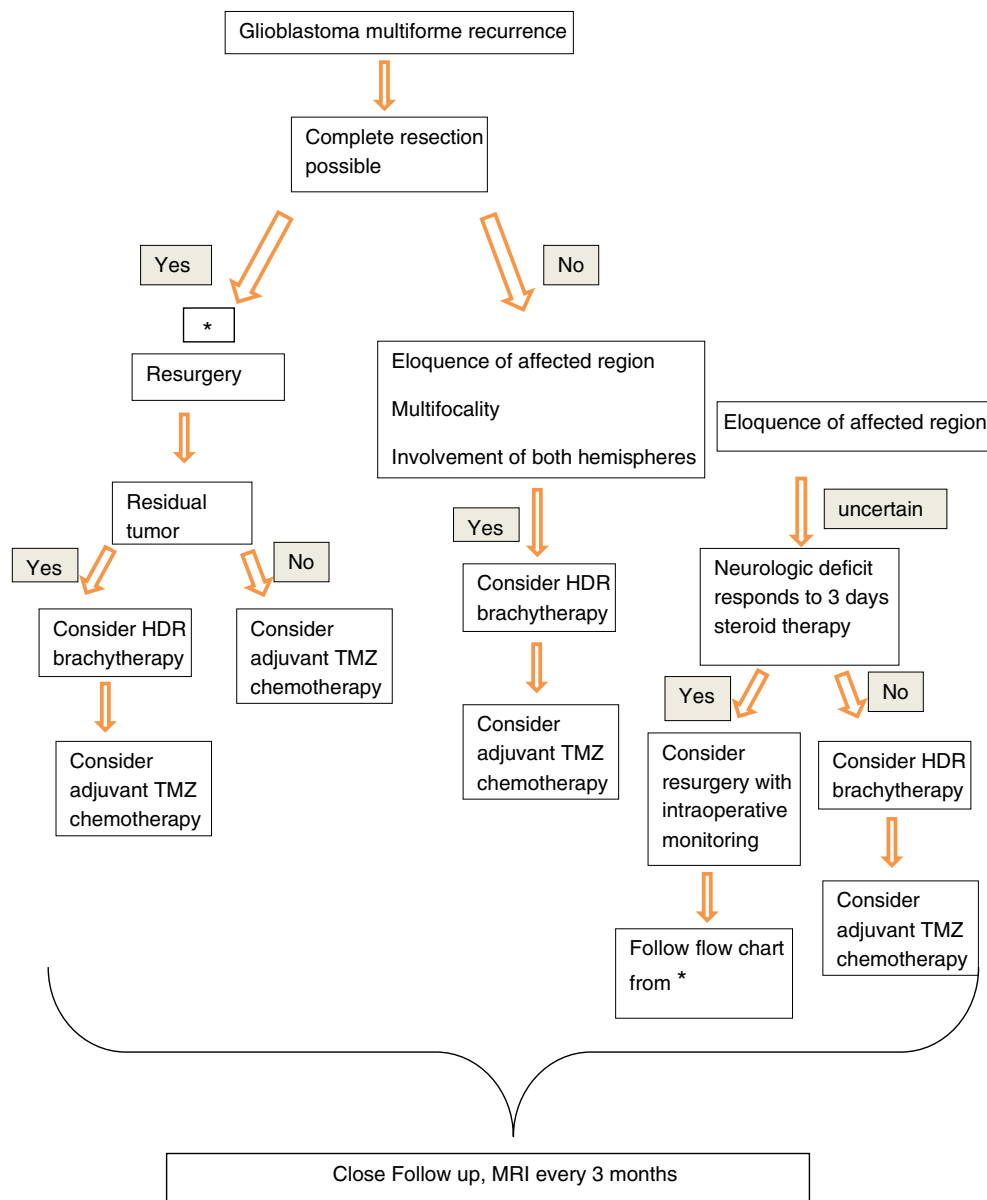 Glioblastoma multiforme recurrence
Complete resection
possible
Yes
No
*
Resurgery
Eloquence of affected region
Multifocality
Involvement of both hemispheres
Eloquence of affected region
Residual
tumor
Yes
uncertain
Yes
No
Consider HDR
brachytherapy
Consider
adjuvant TMZ
chemotherapy
Consider HDR
brachytherapy
Neurologic deficit
responds to 3 days
steroid therapy
Yes
No
Consider
adjuvant TMZ
chemotherapy
Consider
adjuvant TMZ
chemotherapy
Consider
resurgery with
intraoperative
monitoring
Consider HDR
brachytherapy
Follow flow chart
from *
Consider
adjuvant TMZ
chemotherapy
Close Follow up, MRI every 3 months